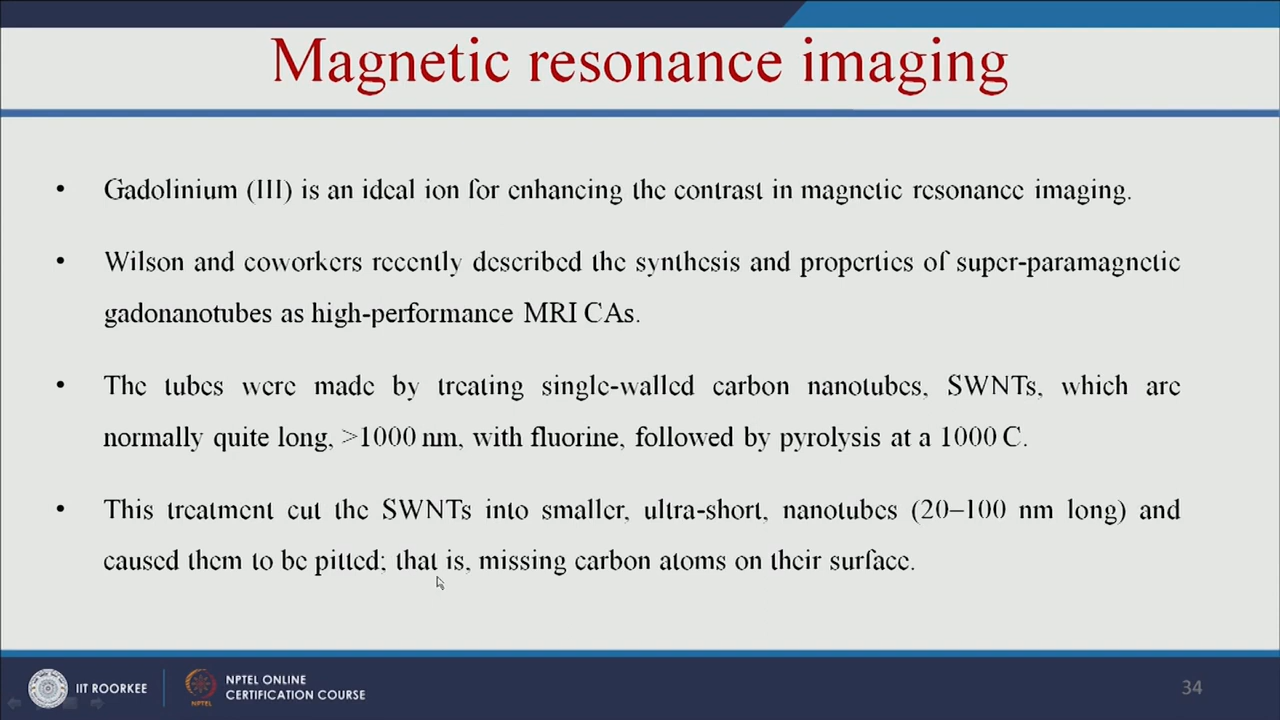 Magnetic resonance imaging
• Gadolinium (III) is an ideal ion for enhancing the contrast in magnetic resonance imaging.
• Wilson and coworkers recently described the synthesis and properties of super-paramagnetic
gadonanotubes as high-performance MRI CAs.
• The tubes were made by treating single-walled carbon nanotubes, SWNTs, which are
normally quite long, >1000 nm, with fluorine, followed by pyrolysis at a 1000 C.
• This treatment cut the SWNTs into smaller, ultra-short, nanotubes (20–100 nm long) and
caused them to be pitted; that is, missing carbon atoms on their surface.
IIT ROORKEE
NPTEL
NPTEL ONLINE
CERTIFICATION COURSE
34